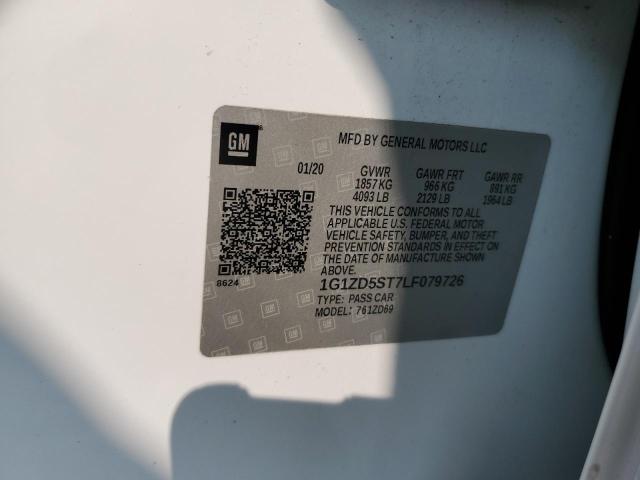 GM
MFD BY GENERAL MOTORS LLC
01/20 GVWR GAWR FRT GAWR RR
1857 KG 966 KG 891 KG
4093 LB 2129 LB 1964 LB
THIS VEHICLE CONFORMS TO ALL
APPLICABLE U.S. FEDERAL MOTOR
VEHICLE SAFETY, BUMPER, AND THEFT
PREVENTION STANDARDS IN EFFECT ON
THE DATE OF MANUFACTURE SHOWN
ABOVE.
8624
1G1ZD5ST7LF079726
TYPE: PASS CAR
MODEL: 761ZD69